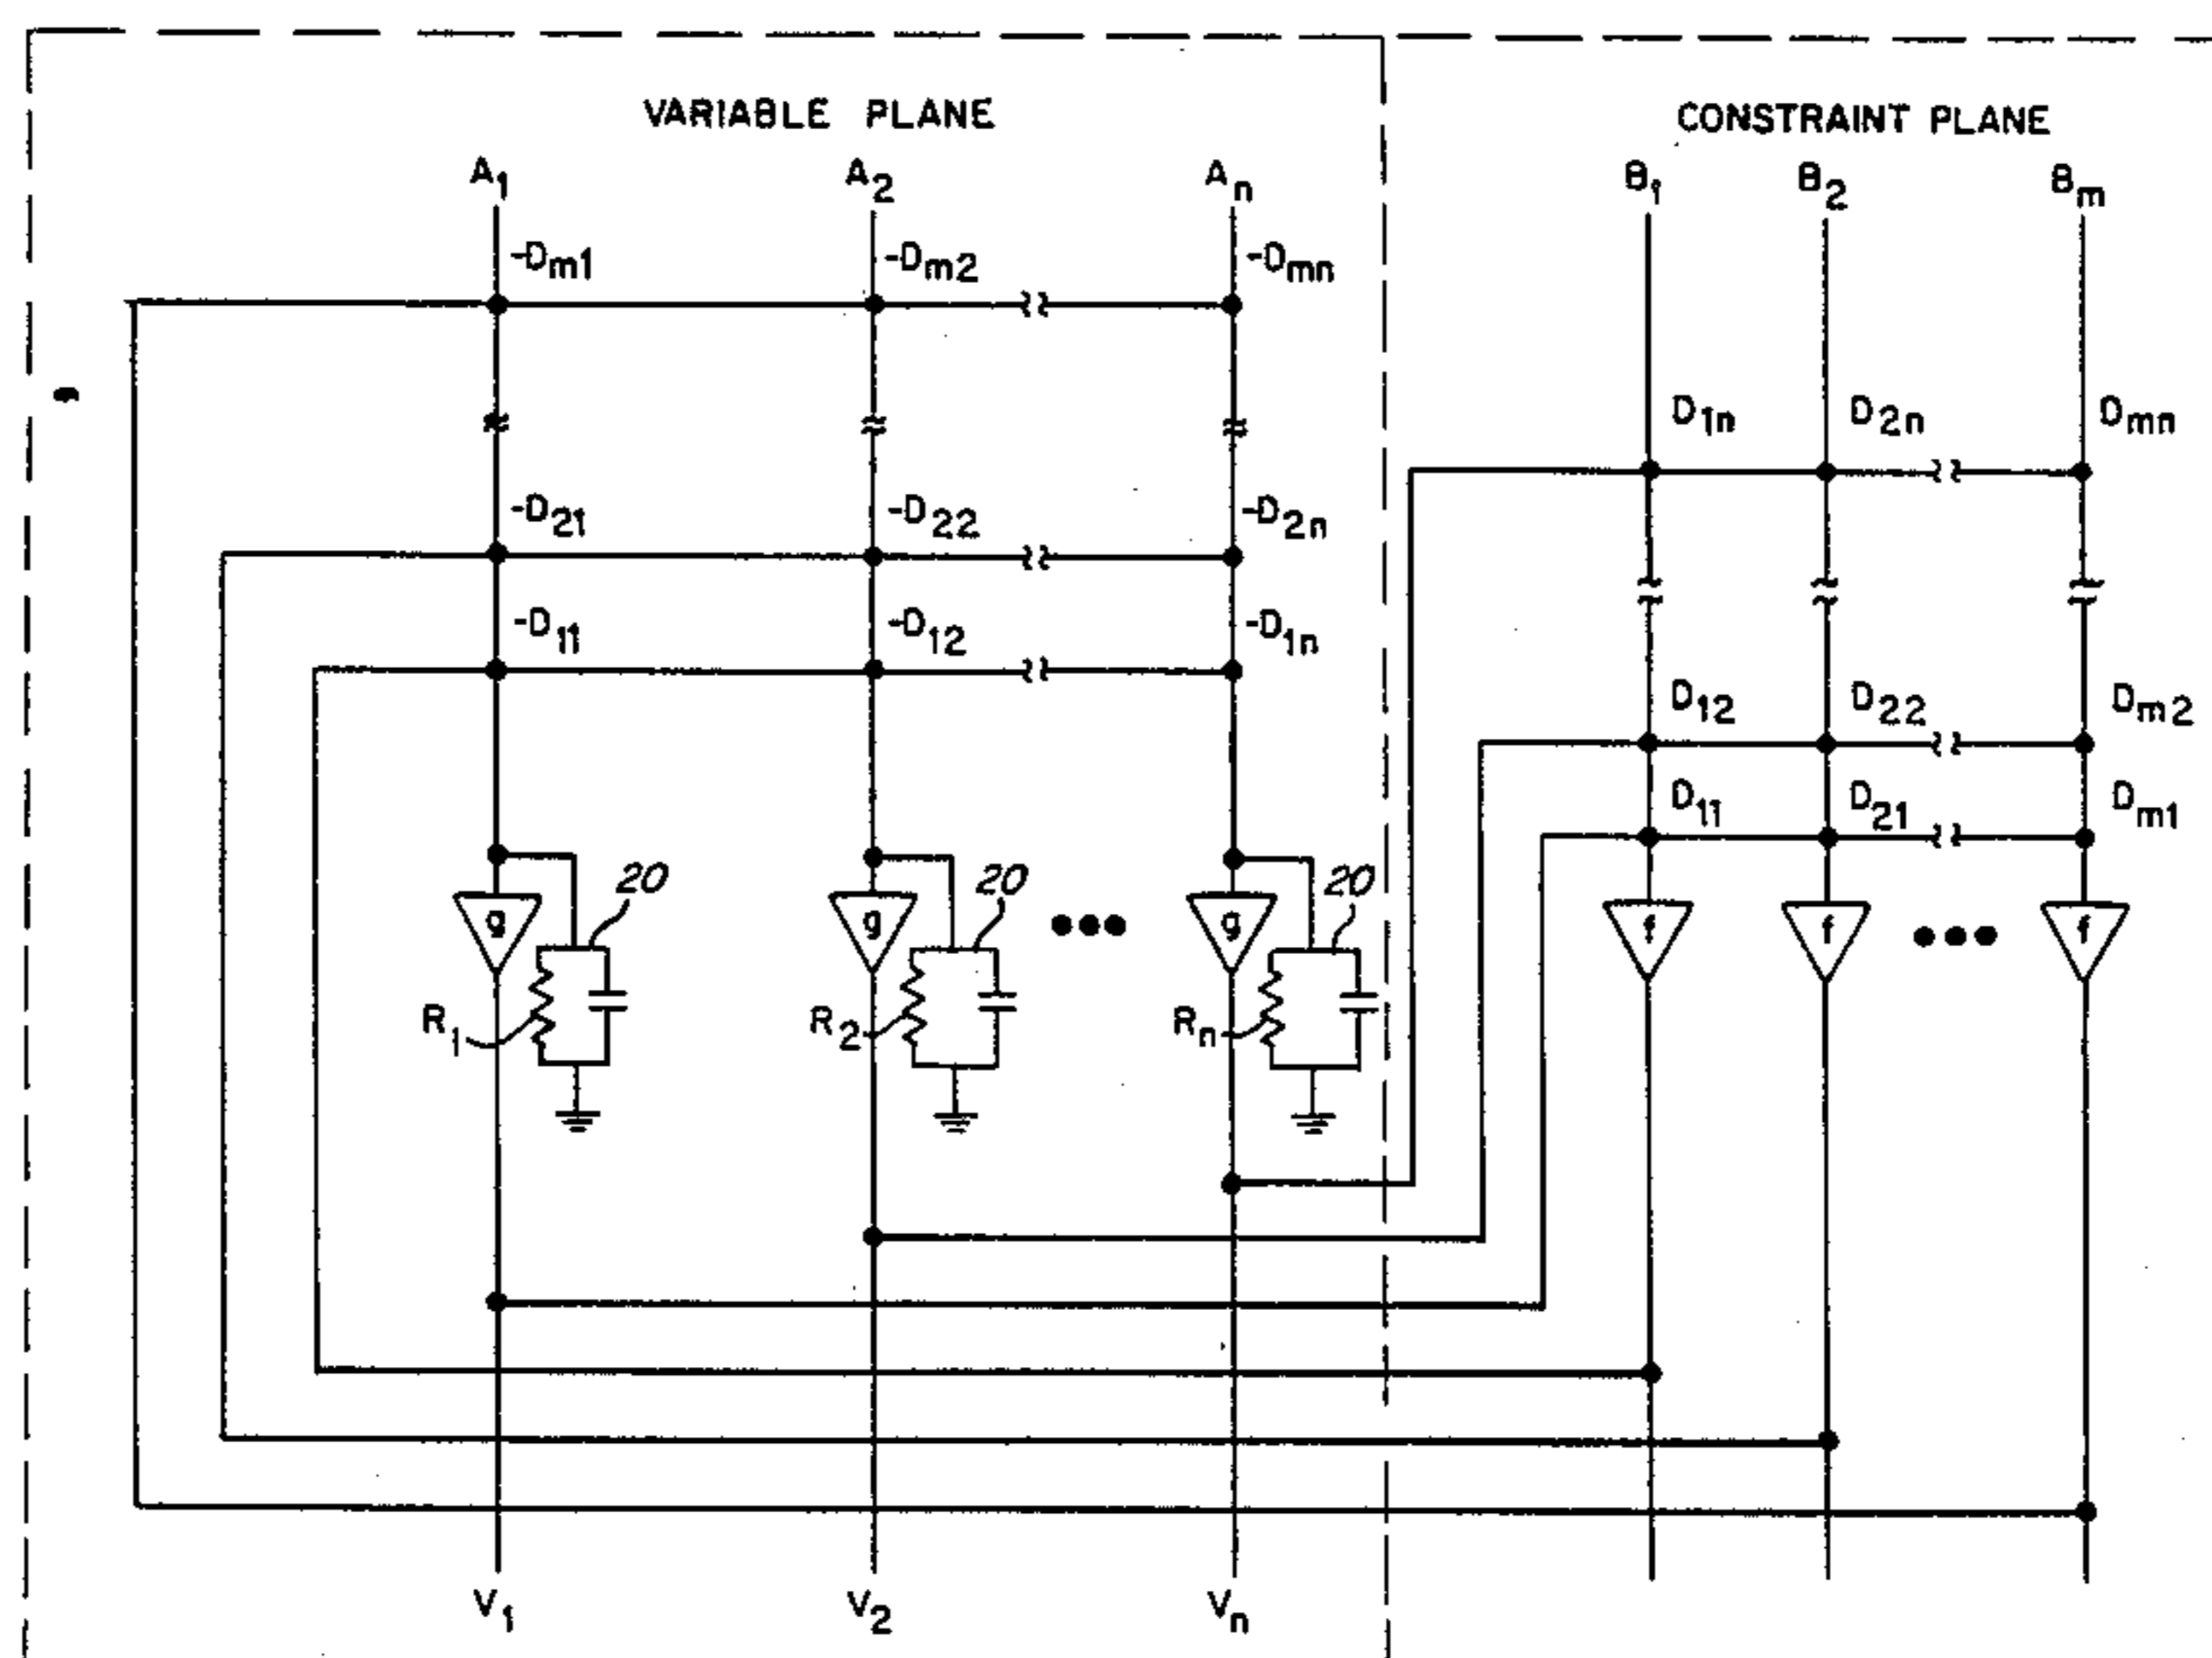 VARIABLE PLANE CONSTRAINT PLANE
A1 A2 An B1 B2 Bm
-Dm1 -Dm2 -Dmn
D1n D2n Dmn
-D21 -D22 -D2n
-D11 -D12 -D1n
D12 D22 Dm2
D11 D21 Dm1
20 20 20
g g ●●● g f f ●●● f
R1 R2 Rn
V1 V2 Vn